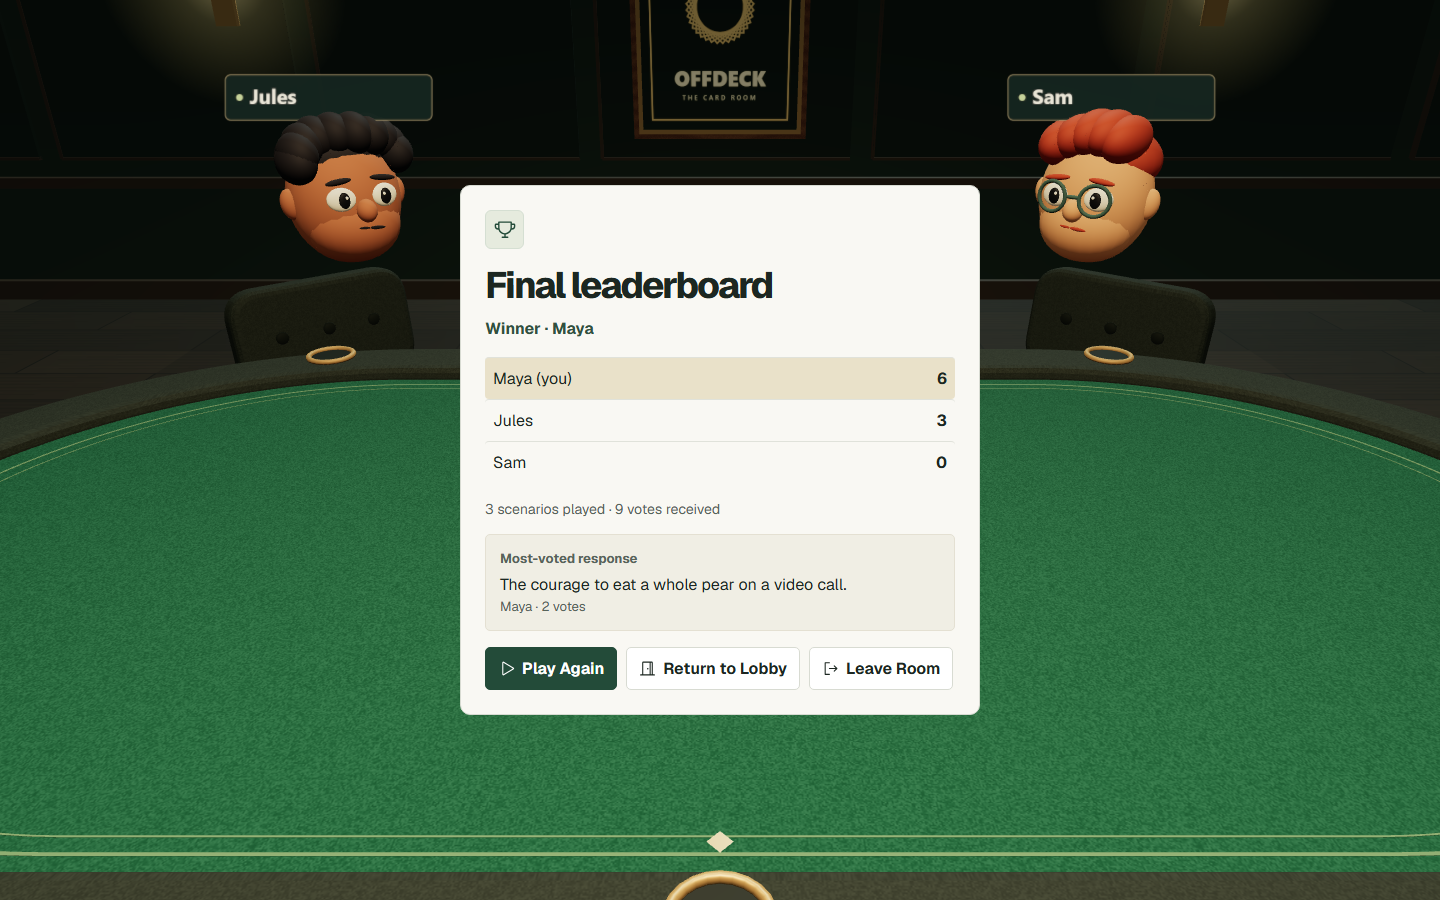 OFFDECK
THE CARD ROOM
Jules
Sam
Final leaderboard
Winner · Maya
Maya (you) 6
Jules 3
Sam 0
3 scenarios played · 9 votes received
Most-voted response
The courage to eat a whole pear on a video call.
Maya · 2 votes
Play Again
Return to Lobby
Leave Room